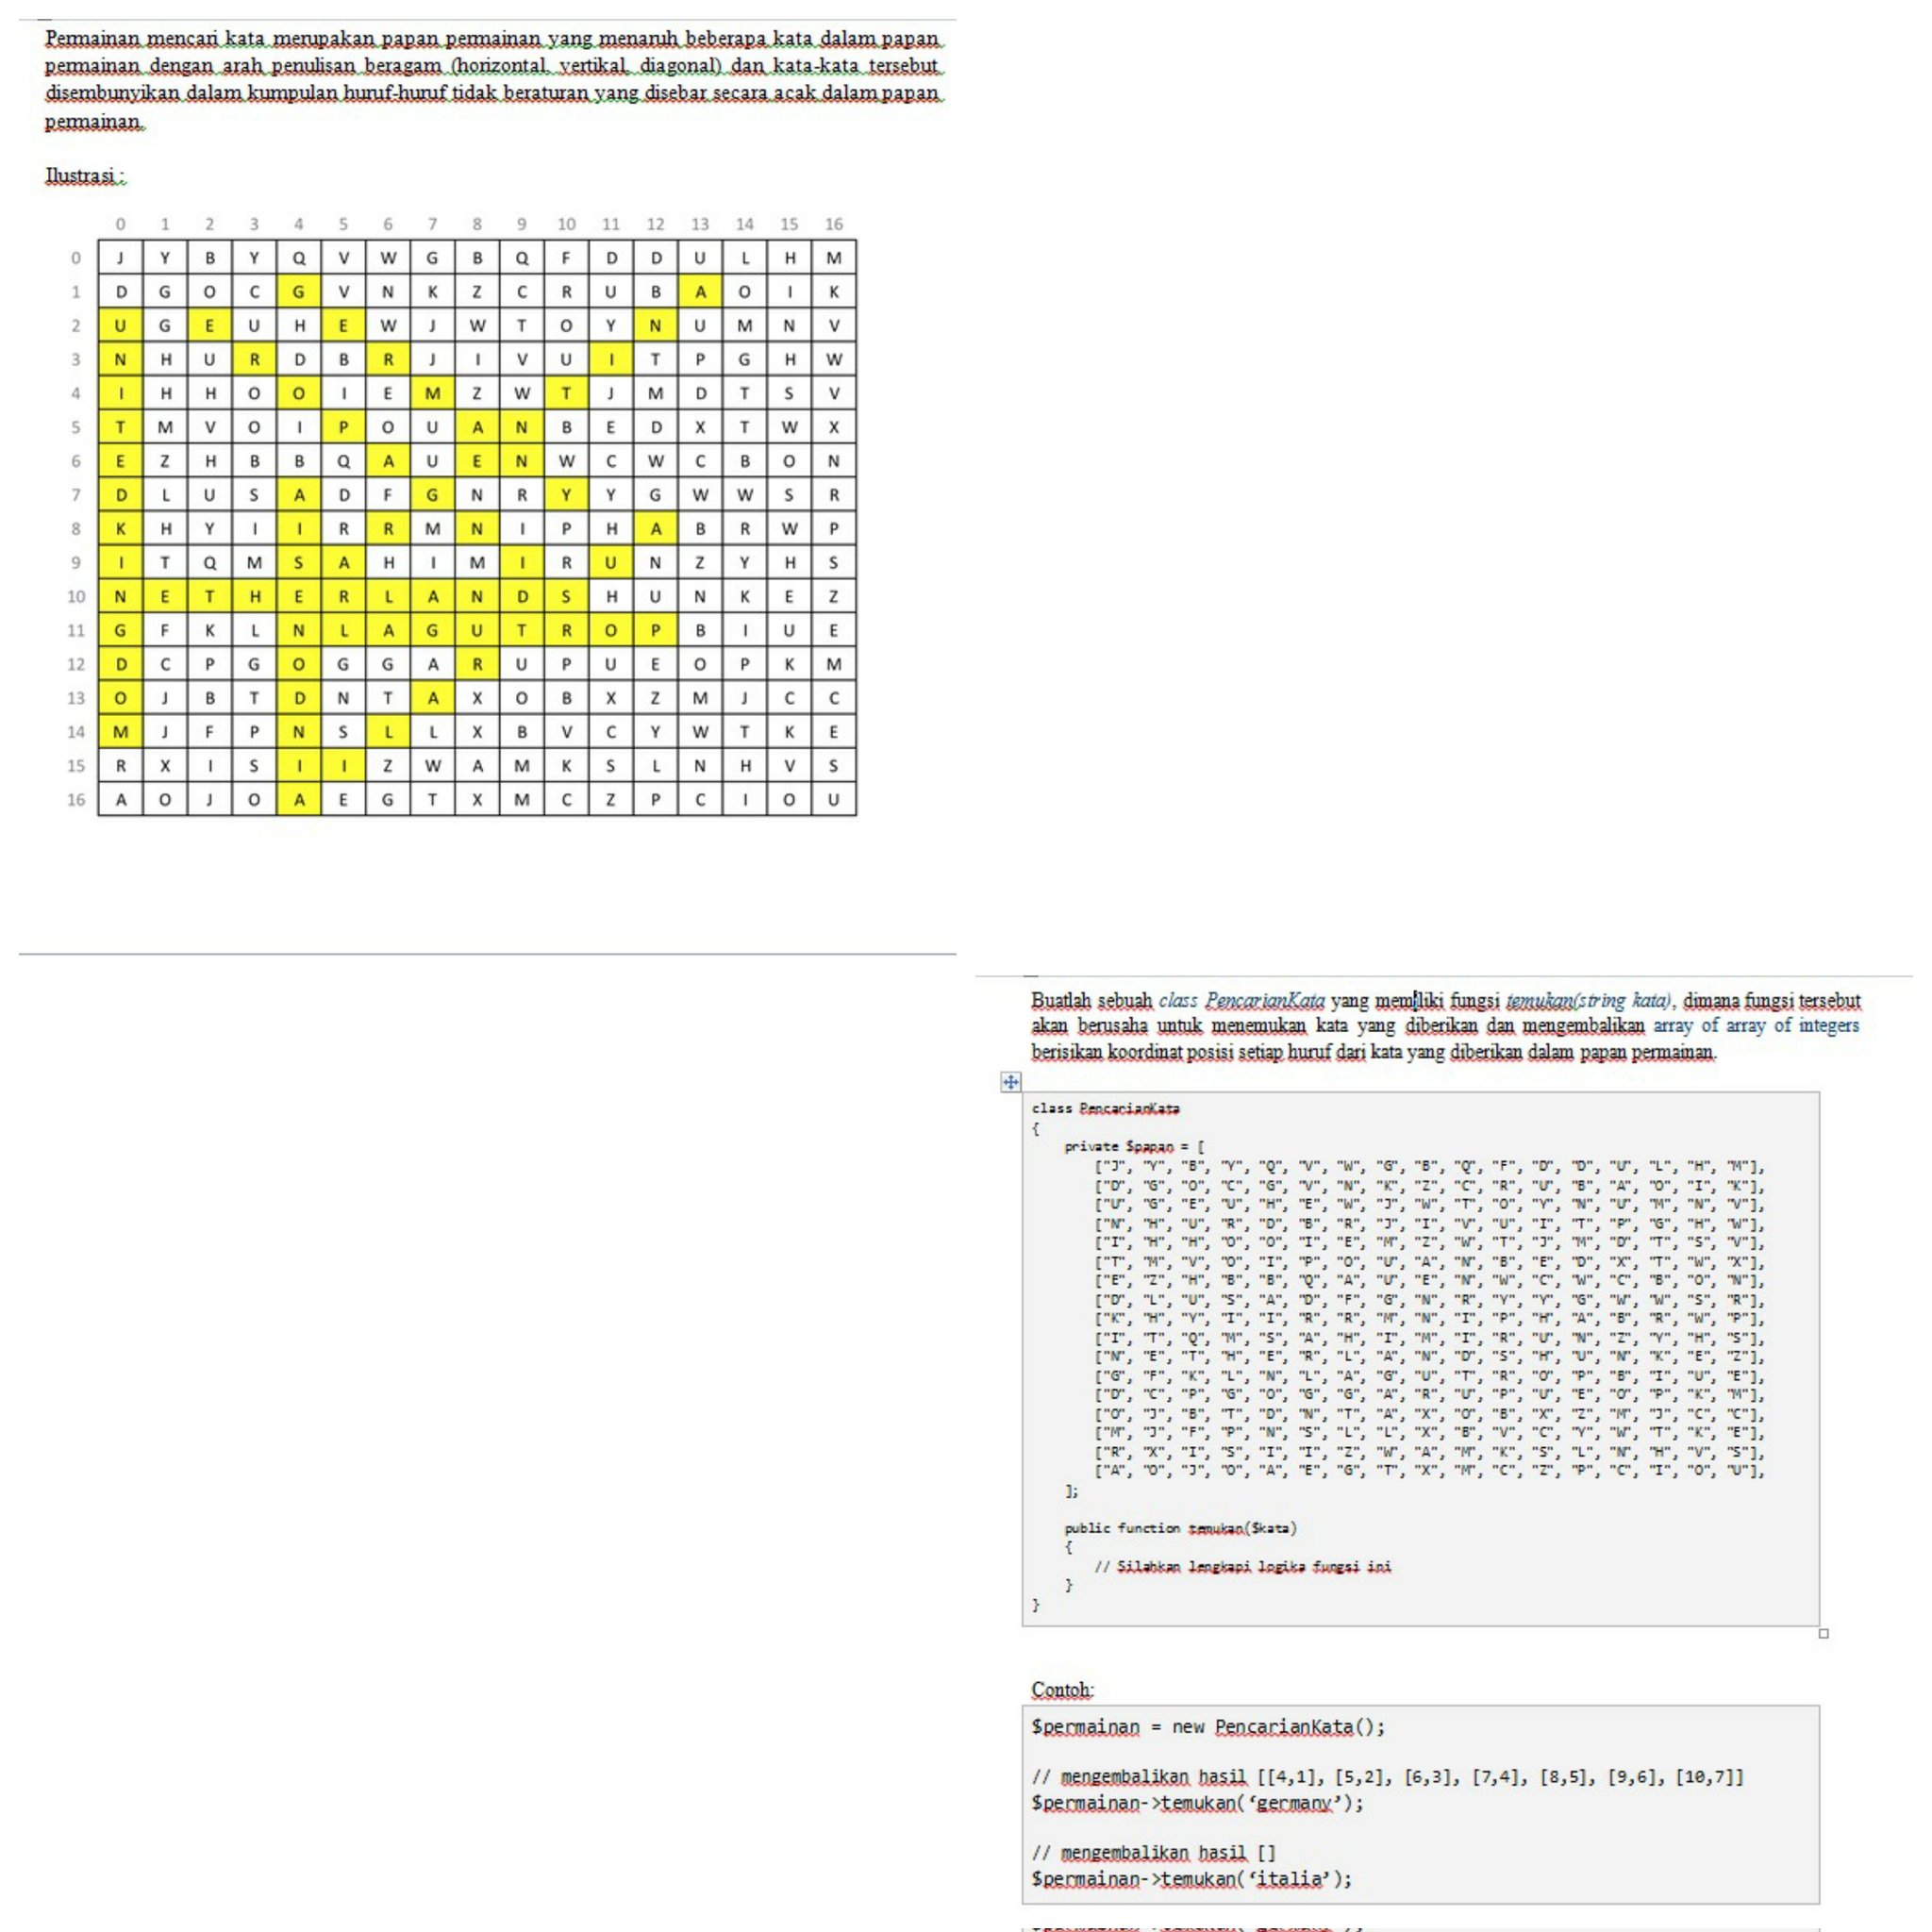 Permainan mencari kata merupakan papan permainan yang menaruh beberapa kata dalam papan
permainan dengan arah penulisan beragam (horizontal, vertikal, diagonal) dan kata-kata tersebut
disembunyikan dalam kumpulan huruf-huruf tidak beraturan yang disebar secara acak dalam papan
permainan.
Ilustrasi :
0 1 2 3 4 5 6 7 8 9 10 11 12 13 14 15 16
0 J Y B Y Q V W G B Q F D D U L H M
1 D G O C G V N K Z C R U B A O I K
2 U G E U H E W J W T O Y N U M N V
3 N H U R D B R J I V U I T P G H W
4 I H H O O I E M Z W T J M D T S V
5 T M V O I P O U A N B E D X T W X
6 E Z H B B Q A U E N W C W C B O N
7 D L U S A D F G N R Y Y G W W S R
8 K H Y I I R R M N I P H A B R W P
9 I T Q M S A H I M I R U N Z Y H S
10 N E T H E R L A N D S H U N K E Z
11 G F K L N L A G U T R O P B I U E
12 D C P G O G G A R U P U E O P K M
13 O J B T D N T A X O B X Z M J C C
14 M J F P N S L L X B V C Y W T K E
15 R X I S I I Z W A M K S L N H V S
16 A O J O A E G T X M C Z P C I O U
Buatlah sebuah class PencarianKata yang memiliki fungsi temukan(string kata), dimana fungsi tersebut
akan berusaha untuk menemukan kata yang diberikan dan mengembalikan array of array of integers
berisikan koordinat posisi setiap huruf dari kata yang diberikan dalam papan permainan.
class PencarianKata
{
private $papan = [
["J", "Y", "B", "Y", "Q", "V", "W", "G", "B", "Q", "F", "D", "D", "U", "L", "H", "M"],
["D", "G", "O", "C", "G", "V", "N", "K", "Z", "C", "R", "U", "B", "A", "O", "I", "K"],
["U", "G", "E", "U", "H", "E", "W", "J", "W", "T", "O", "Y", "N", "U", "M", "N", "V"],
["N", "H", "U", "R", "D", "B", "R", "J", "I", "V", "U", "I", "T", "P", "G", "H", "W"],
["I", "H", "H", "O", "O", "I", "E", "M", "Z", "W", "T", "J", "M", "D", "T", "S", "V"],
["T", "M", "V", "O", "I", "P", "O", "U", "A", "N", "B", "E", "D", "X", "T", "W", "X"],
["E", "Z", "H", "B", "B", "Q", "A", "U", "E", "N", "W", "C", "W", "C", "B", "O", "N"],
["D", "L", "U", "S", "A", "D", "F", "G", "N", "R", "Y", "Y", "G", "W", "W", "S", "R"],
["K", "H", "Y", "I", "I", "R", "R", "M", "N", "I", "P", "H", "A", "B", "R", "W", "P"],
["I", "T", "Q", "M", "S", "A", "H", "I", "M", "I", "R", "U", "N", "Z", "Y", "H", "S"],
["N", "E", "T", "H", "E", "R", "L", "A", "N", "D", "S", "H", "U", "N", "K", "E", "Z"],
["G", "F", "K", "L", "N", "L", "A", "G", "U", "T", "R", "O", "P", "B", "I", "U", "E"],
["D", "C", "P", "G", "O", "G", "G", "A", "R", "U", "P", "U", "E", "O", "P", "K", "M"],
["O", "J", "B", "T", "D", "N", "T", "A", "X", "O", "B", "X", "Z", "M", "J", "C", "C"],
["M", "J", "F", "P", "N", "S", "L", "L", "X", "B", "V", "C", "Y", "W", "T", "K", "E"],
["R", "X", "I", "S", "I", "I", "Z", "W", "A", "M", "K", "S", "L", "N", "H", "V", "S"],
["A", "O", "J", "O", "A", "E", "G", "T", "X", "M", "C", "Z", "P", "C", "I", "O", "U"],
];
public function temukan($kata)
{
// Silahkan lengkapi logika fungsi ini
}
}
Contoh:
$permainan = new PencarianKata();
// mengembalikan hasil [[4,1], [5,2], [6,3], [7,4], [8,5], [9,6], [10,7]]
$permainan->temukan(‘germany’);
// mengembalikan hasil []
$permainan->temukan(‘italia’);